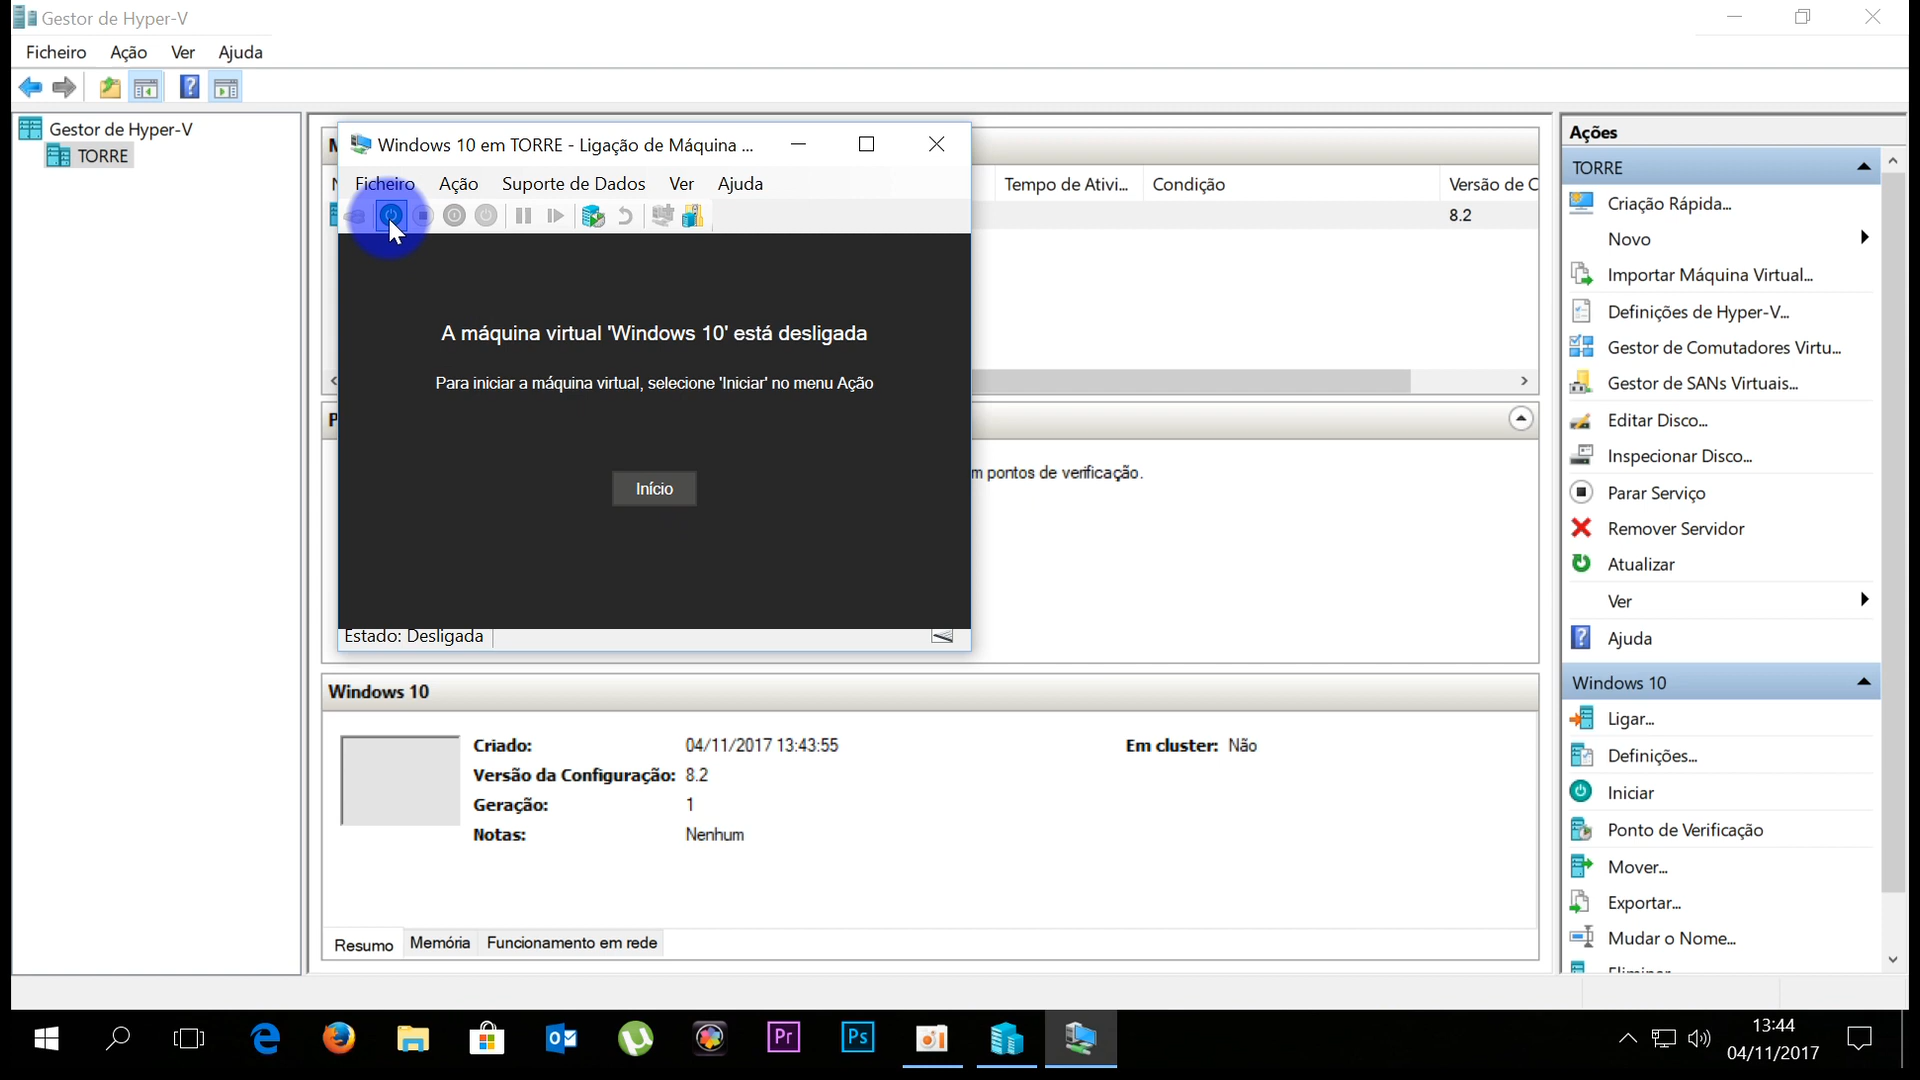 Gestor de Hyper-V
Ficheiro Ação Ver Ajuda
Gestor de Hyper-V
TORRE
Windows 10 em TORRE - Ligação de Máquina ...
Ficheiro Ação Suporte de Dados Ver Ajuda
A máquina virtual 'Windows 10' está desligada
Para iniciar a máquina virtual, selecione 'Iniciar' no menu Ação
Início
Estado: Desligada
Tempo de Ativi... Condição Versão de C
8.2
pontos de verificação.
Windows 10
Criado: 04/11/2017 13:43:55 Em cluster: Não
Versão da Configuração: 8.2
Geração: 1
Notas: Nenhum
Resumo Memória Funcionamento em rede
Ações
TORRE
Criação Rápida...
Novo
Importar Máquina Virtual...
Definições de Hyper-V...
Gestor de Comutadores Virtu...
Gestor de SANs Virtuais...
Editar Disco...
Inspecionar Disco...
Parar Serviço
Remover Servidor
Atualizar
Ver
Ajuda
Windows 10
Ligar...
Definições...
Iniciar
Ponto de Verificação
Mover...
Exportar...
Mudar o Nome...
Pr Ps
13:44
04/11/2017